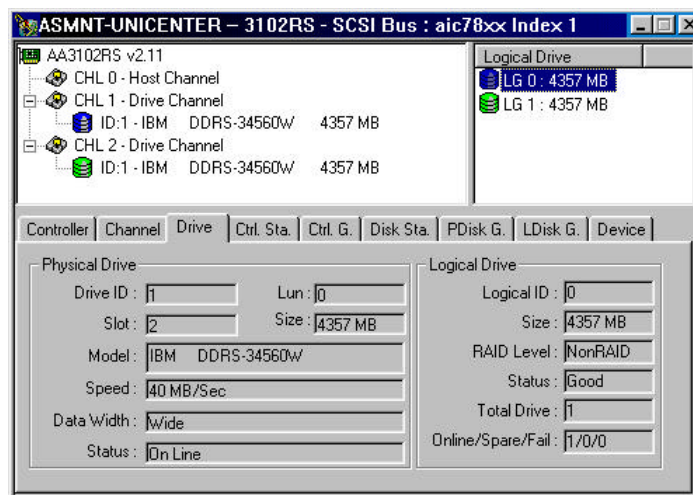 ASMNT-UNICENTER – 3102RS - SCSI Bus : aic78xx Index 1
AA3102RS v2.11
CHL 0 - Host Channel
CHL 1 - Drive Channel
ID:1 - IBM DDRS-34560W 4357 MB
CHL 2 - Drive Channel
ID:1 - IBM DDRS-34560W 4357 MB
Logical Drive
LG 0 : 4357 MB
LG 1 : 4357 MB
Controller Channel Drive Ctrl. Sta. Ctrl. G. Disk Sta. PDisk G. LDisk G. Device
Physical Drive
Drive ID : 1 Lun : 0
Slot : 2 Size : 4357 MB
Model : IBM DDRS-34560W
Speed : 40 MB/Sec
Data Width : Wide
Status : On Line
Logical Drive
Logical ID : 0
Size : 4357 MB
RAID Level : NonRAID
Status : Good
Total Drive : 1
Online/Spare/Fail : 1/0/0